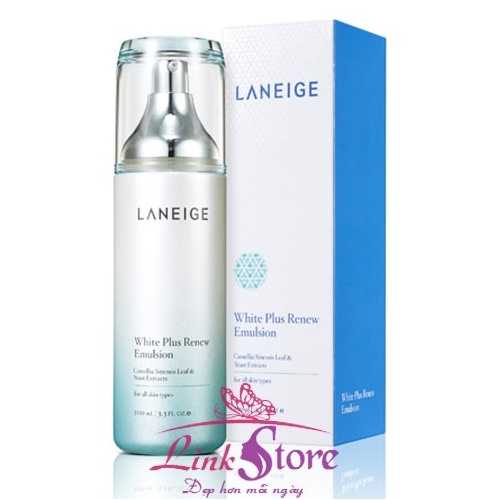 LANEIGE
White Plus Renew
Emulsion
Camellia Sinensis Leaf &
Yeast Extracts
for all skin types
100 mL / 3.3 FL.OZ.e
LANEIGE
White Plus Renew
Emulsion
Camellia Sinensis Leaf &
Yeast Extracts
for all skin types
White Plus Renew
Emulsion
Link Store
Đẹp hơn mỗi ngày